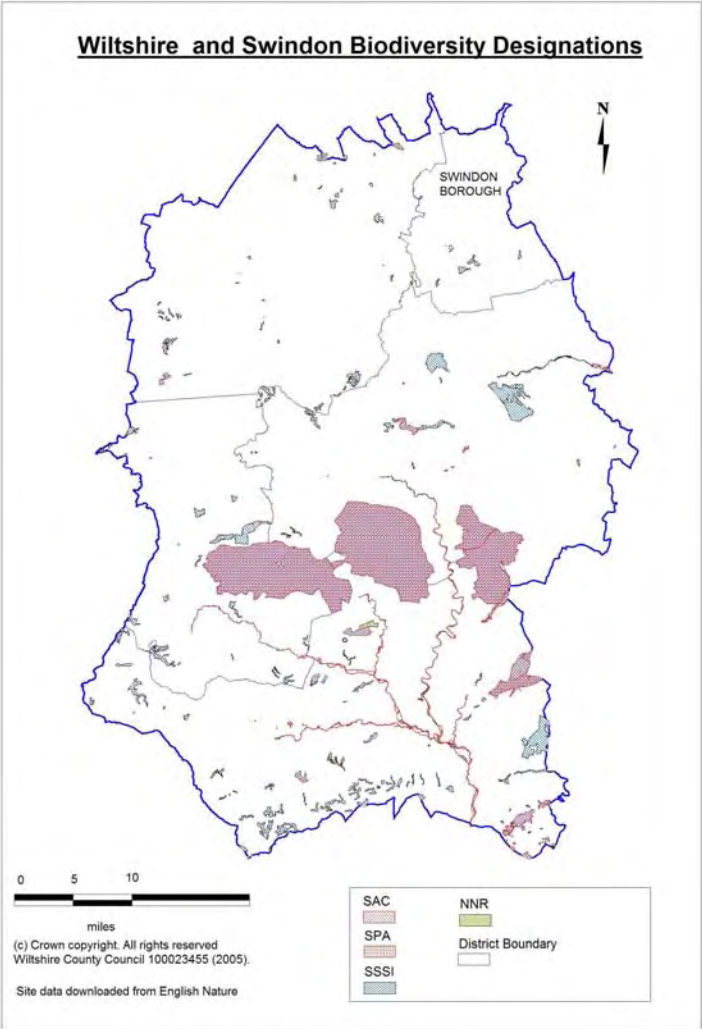 Wiltshire and Swindon Biodiversity Designations
N
SWINDON
BOROUGH
0 5 10
miles
(c) Crown copyright. All rights reserved
Wiltshire County Council 100023455 (2005).
Site data downloaded from English Nature
SAC
SPA
SSSI
NNR
District Boundary